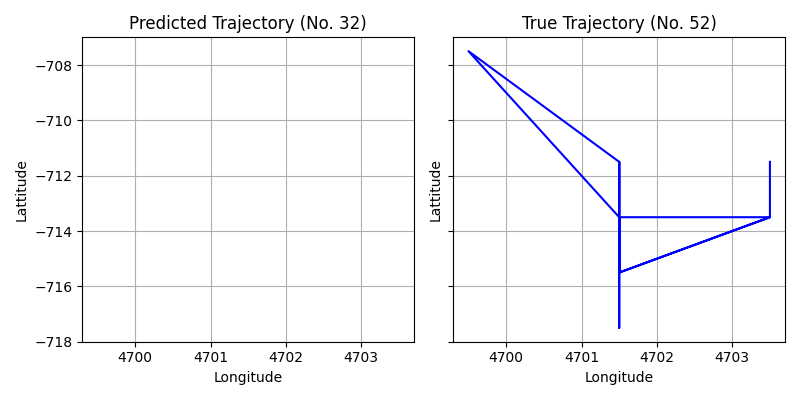 Predicted Trajectory (No. 32)
True Trajectory (No. 52)
Lattitude
−708
−710
−712
−714
−716
−718
4700
4701
4702
4703
Longitude
Lattitude
4700
4701
4702
4703
Longitude